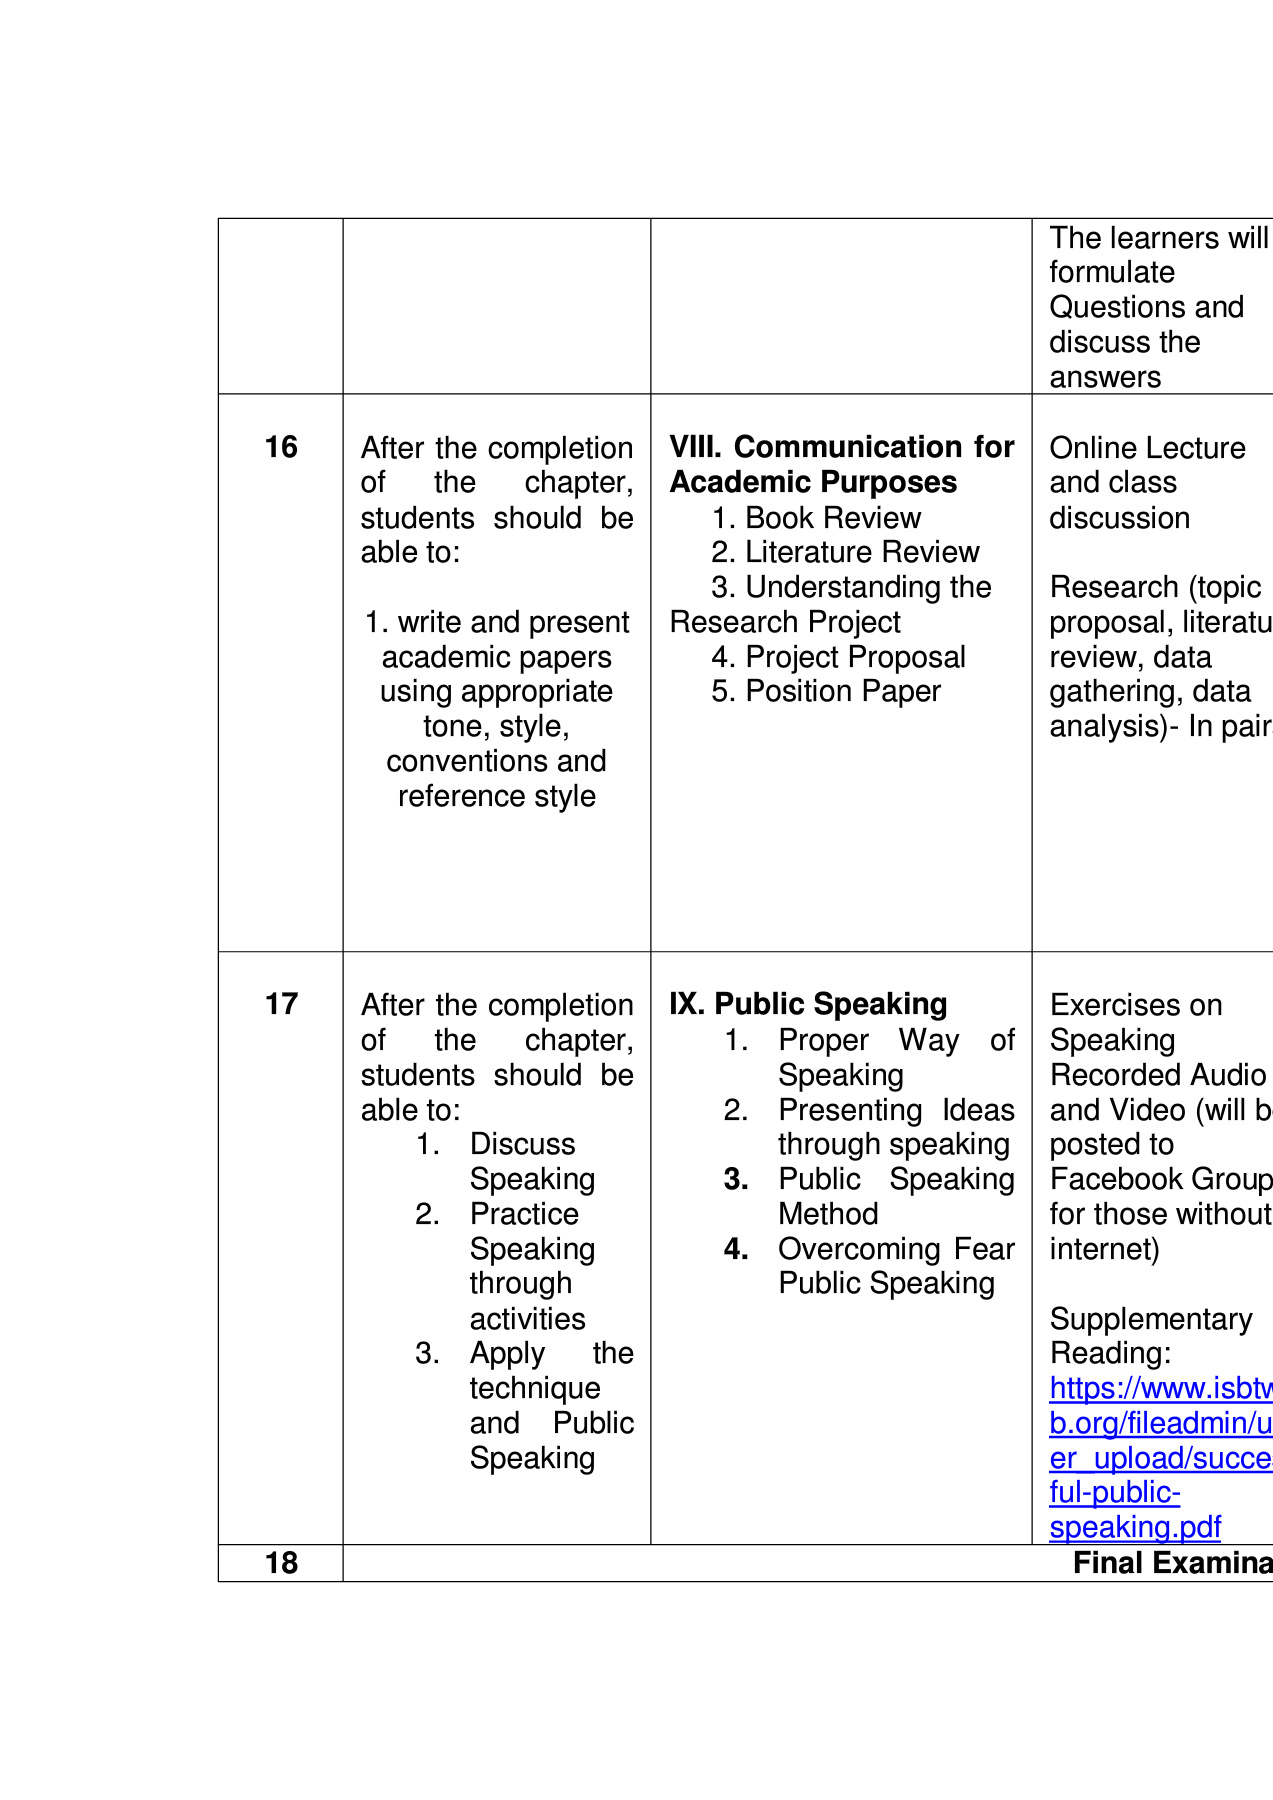 The learners will
formulate
Questions and
discuss the
answers
16
After the completion
of the chapter,
students should be
able to:
1. write and present
academic papers
using appropriate
tone, style,
conventions and
reference style
VIII. Communication for
Academic Purposes
1. Book Review
2. Literature Review
3. Understanding the
Research Project
4. Project Proposal
5. Position Paper
Online Lecture
and class
discussion
Research (topic
proposal, literatu
review, data
gathering, data
analysis)- In pair
17
After the completion
of the chapter,
students should be
able to:
1. Discuss
Speaking
2. Practice
Speaking
through
activities
3. Apply the
technique
and Public
Speaking
IX. Public Speaking
1. Proper Way of
Speaking
2. Presenting Ideas
through speaking
3. Public Speaking
Method
4. Overcoming Fear
Public Speaking
Exercises on
Speaking
Recorded Audio
and Video (will b
posted to
Facebook Group
for those without
internet)
Supplementary
Reading:
https://www.isbtw
b.org/fileadmin/u
er_upload/succes
ful-public-
speaking.pdf
18
Final Examina